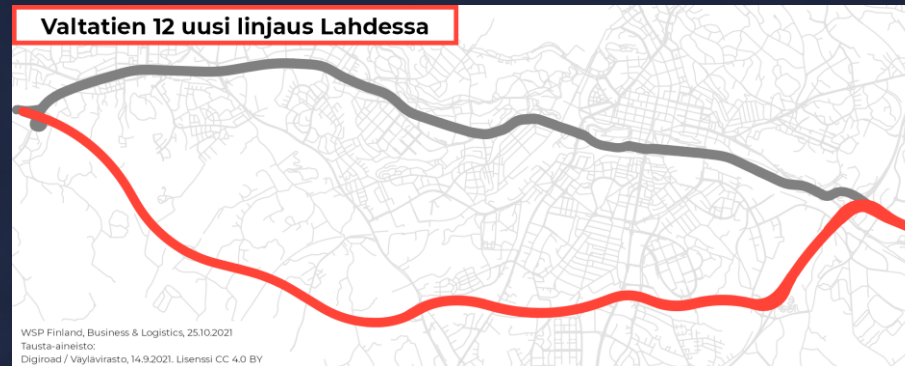 Valtatien 12 uusi linjaus Lahdessa
WSP Finland, Business & Logistics, 25.10.2021
Tausta-aineisto:
Digiroad / Väylävirasto, 14.9.2021. Lisenssi CC 4.0 BY